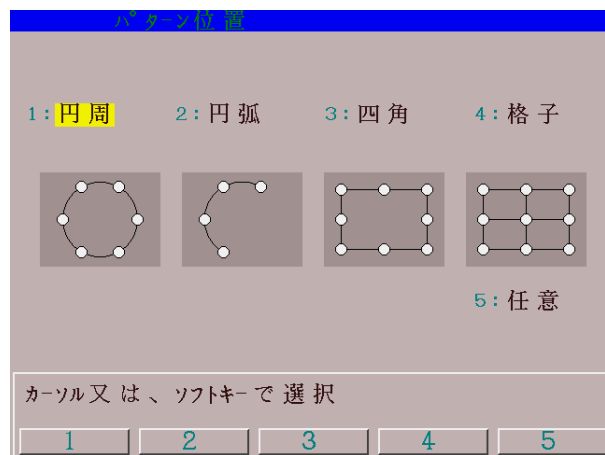 パターン位置
1:円周 2:円弧 3:四角 4:格子
5:任意
カーソル又は、ソフトキーで選択
1 2 3 4 5